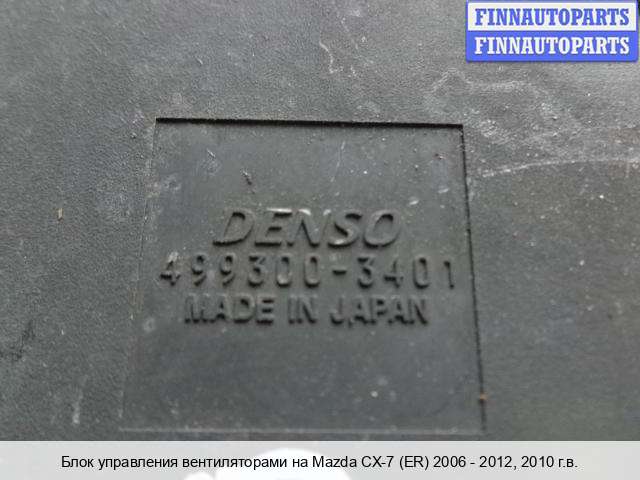 FINNAUTOPARTS
FINNAUTOPARTS
DENSO
499300-3401
MADE IN JAPAN
Блок управления вентиляторами на Mazda CX-7 (ER) 2006 - 2012, 2010 г.в.